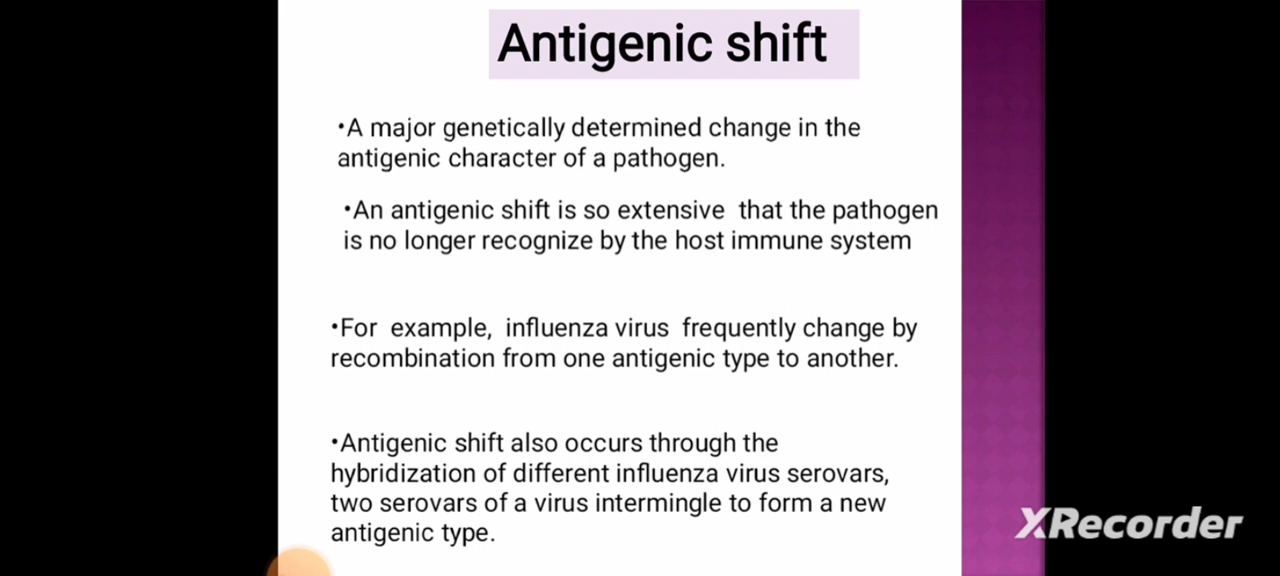 Antigenic shift
•A major genetically determined change in the
antigenic character of a pathogen.
•An antigenic shift is so extensive that the pathogen
is no longer recognize by the host immune system
•For example, influenza virus frequently change by
recombination from one antigenic type to another.
•Antigenic shift also occurs through the
hybridization of different influenza virus serovars,
two serovars of a virus intermingle to form a new
antigenic type.
XRecorder